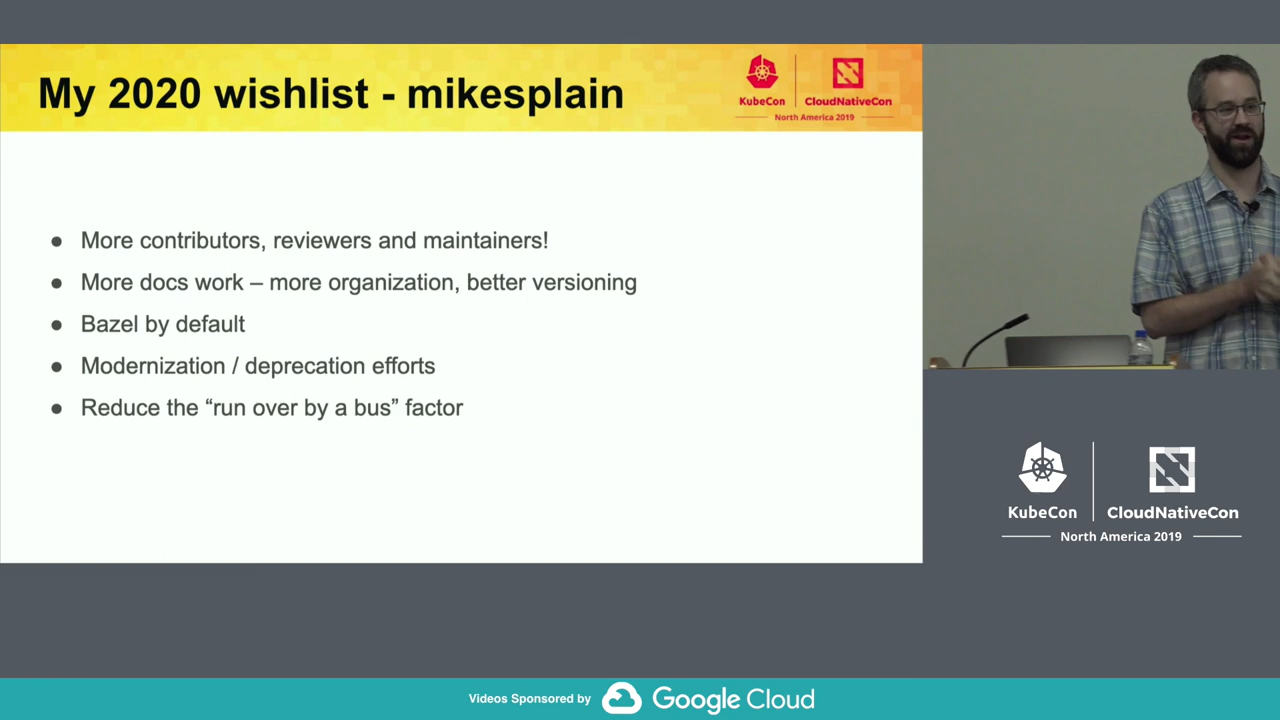 My 2020 wishlist - mikesplain
KubeCon
CloudNativeCon
North America 2019
● More contributors, reviewers and maintainers!
● More docs work – more organization, better versioning
● Bazel by default
● Modernization / deprecation efforts
● Reduce the “run over by a bus” factor
KubeCon
CloudNativeCon
North America 2019
Videos Sponsored by
Google Cloud